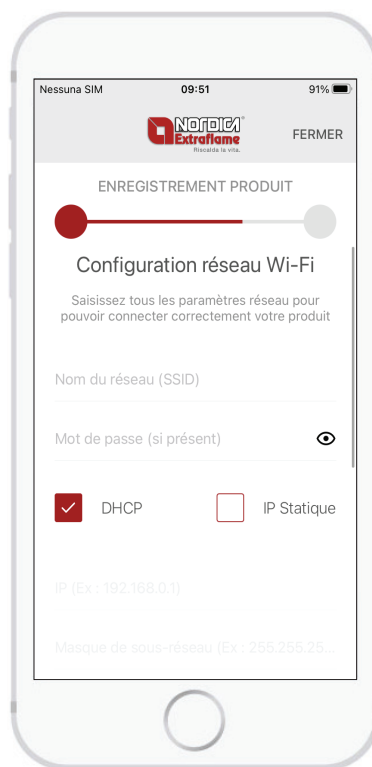 Nessuna SIM 09:51 91%
NORDICA
Extraflame
Riscalda la vita.
FERMER
ENREGISTREMENT PRODUIT
Configuration réseau Wi-Fi
Saisissez tous les paramètres réseau pour
pouvoir connecter correctement votre produit
Nom du réseau (SSID)
Mot de passe (si présent)
DHCP IP Statique
IP (Ex : 192.168.0.1)
Masque de sous-réseau (Ex : 255.255.25...